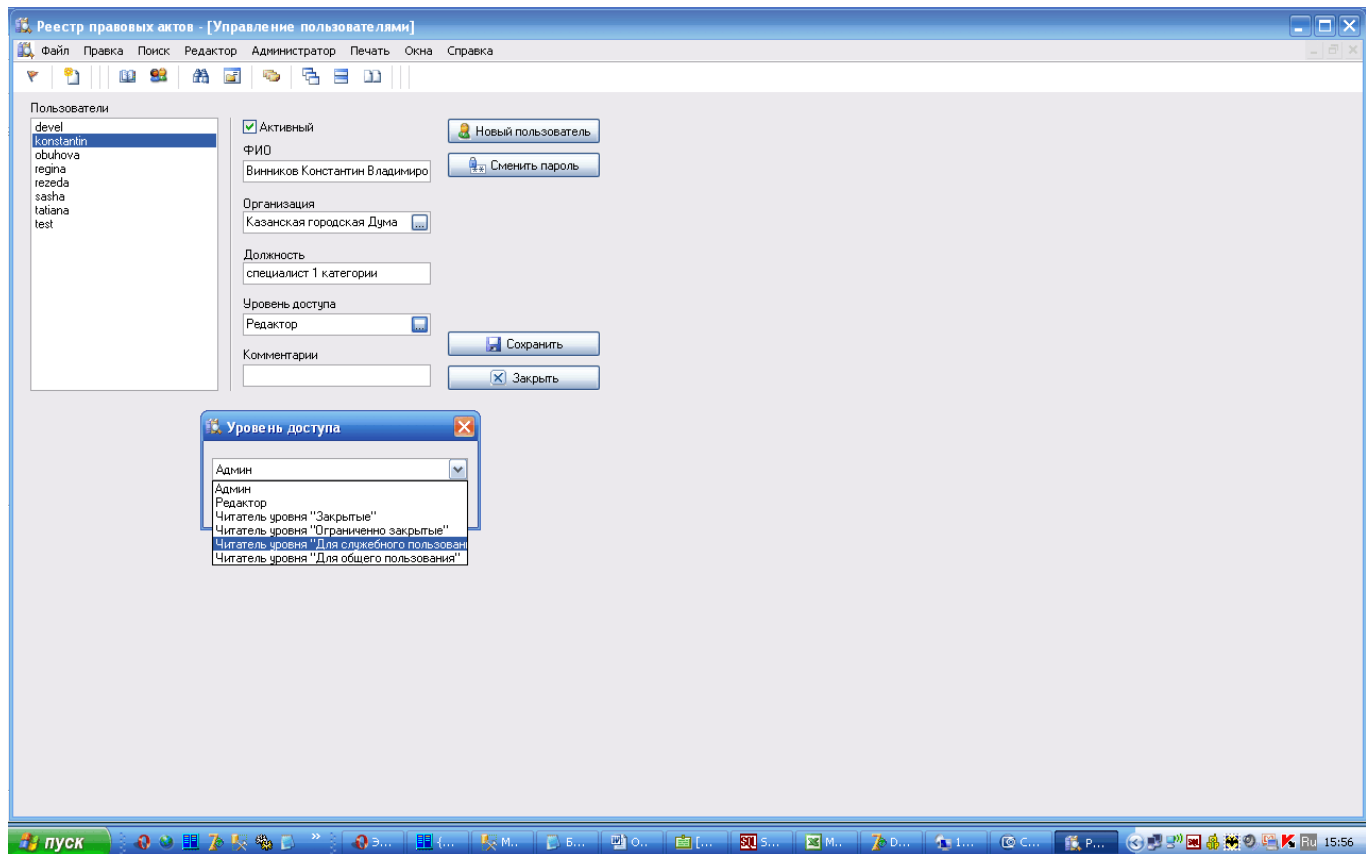 Реестр правовых актов - [Управление пользователями]
Файл Правка Поиск Редактор Администратор Печать Окна Справка
Пользователи
devel
konstantin
obuhova
regina
rezeda
sasha
tatiana
test
Активный
ФИО
Винников Константин Владимиро
Организация
Казанская городская Дума ...
Должность
специалист 1 категории
Уровень доступа
Редактор ...
Комментарии
Новый пользователь
Сменить пароль
Сохранить
Закрыть
Уровень доступа
Админ
Админ
Редактор
Читатель уровня "Закрытые"
Читатель уровня "Ограниченно закрытые"
Читатель уровня "Для служебного пользован
Читатель уровня "Для общего пользования"
пуск » Э... {... М... Б... О... [... SQL S... М... D... 1... С... Р... Ru 15:56